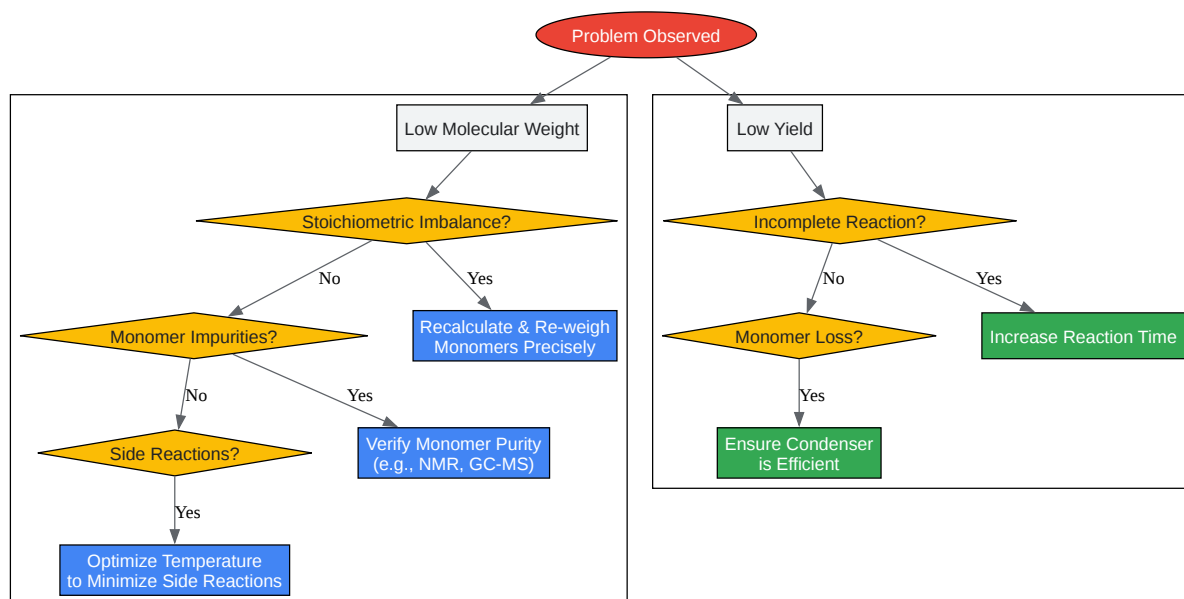 Problem Observed
Low Molecular Weight
Low Yield
Stoichiometric Imbalance?
Incomplete Reaction?
No
Yes
No
Yes
Monomer Impurities?
Recalculate & Re-weigh
Monomers Precisely
Monomer Loss?
Increase Reaction Time
No
Yes
Yes
Side Reactions?
Verify Monomer Purity
(e.g., NMR, GC-MS)
Ensure Condenser
is Efficient
Yes
Optimize Temperature
to Minimize Side Reactions